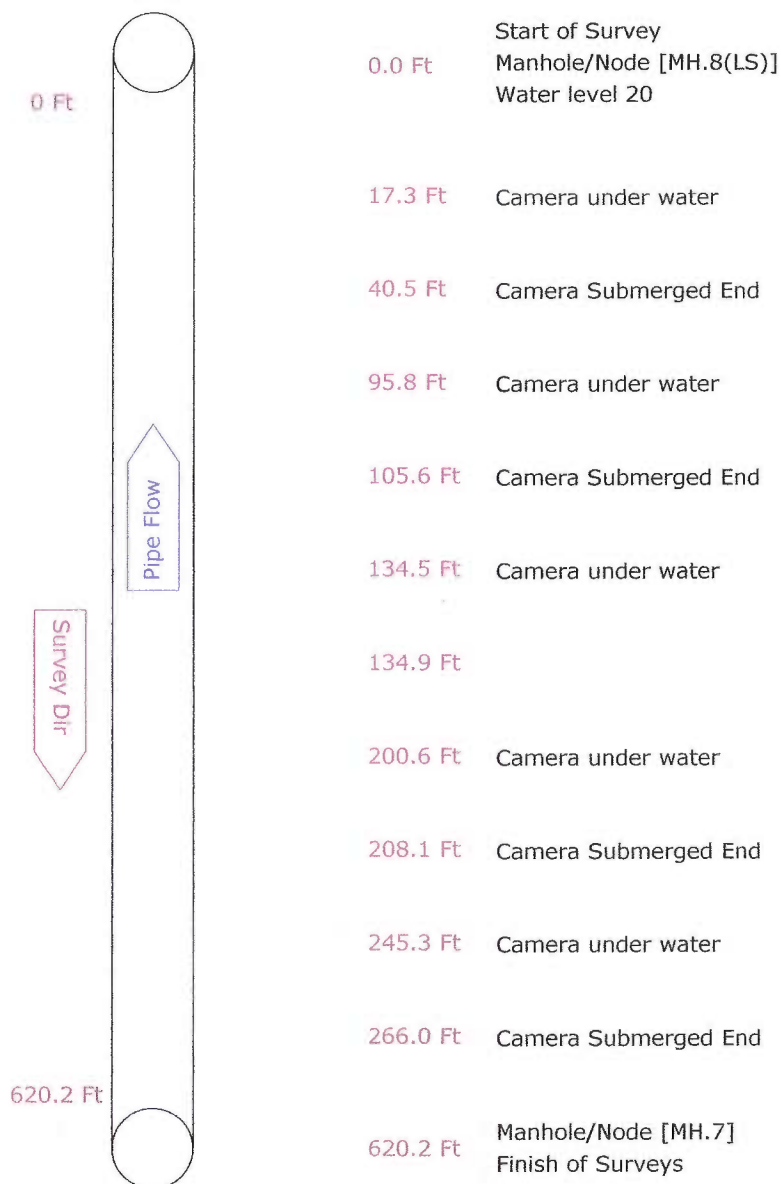 Start of Survey
0.0 Ft Manhole/Node [MH.8(LS)]
Water level 20
0 Ft
17.3 Ft Camera under water
40.5 Ft Camera Submerged End
95.8 Ft Camera under water
105.6 Ft Camera Submerged End
Pipe Flow
134.5 Ft Camera under water
Survey Dir
134.9 Ft
200.6 Ft Camera under water
208.1 Ft Camera Submerged End
245.3 Ft Camera under water
266.0 Ft Camera Submerged End
620.2 Ft
620.2 Ft Manhole/Node [MH.7]
Finish of Surveys